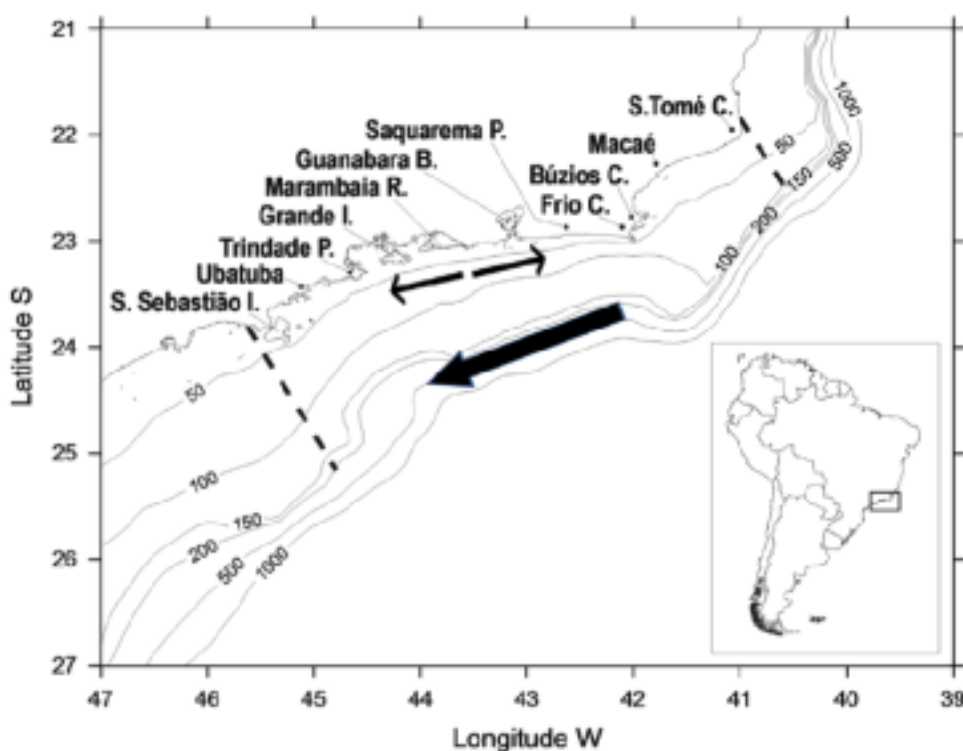 21
22
23
24
25
26
27
Latitude S
47
46
45
44
43
42
41
40
39
Longitude W
S.Tomé C.
Macaé
Búzios C.
Frio C.
Saquarema P.
Guanabara B.
Marambaia R.
Grande I.
Trindade P.
Ubatuba
S. Sebastião I.
50
100
150
200
500
1000
50
100
150
200
500
1000